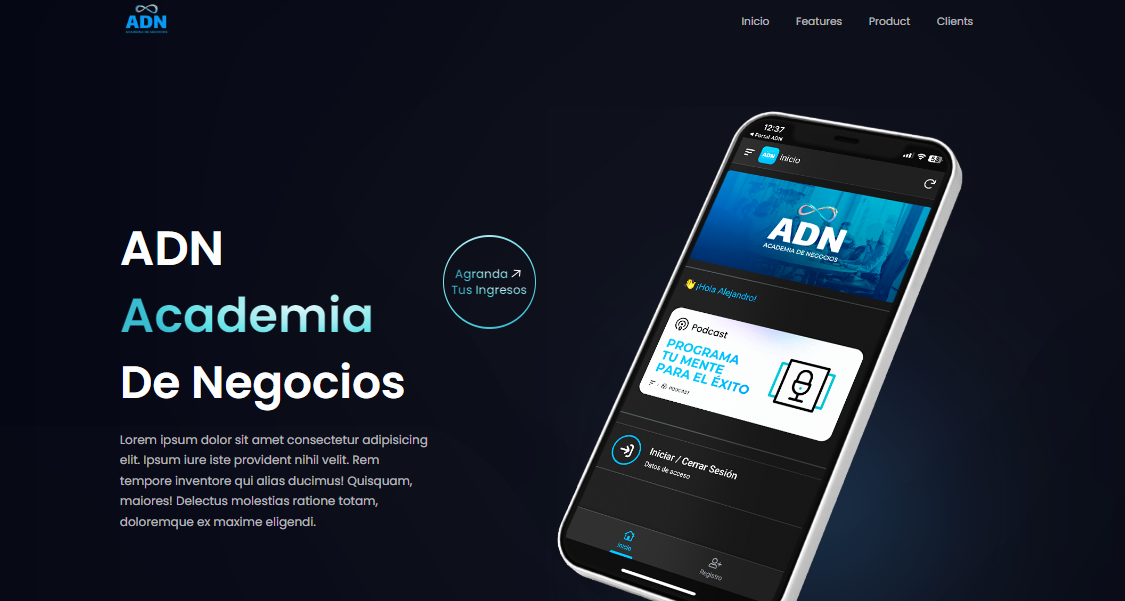 ADN
ACADEMIA DE NEGOCIOS
Inicio
Features
Product
Clients
ADN
Academia
De Negocios
Lorem ipsum dolor sit amet consectetur adipisicing
elit. Ipsum iure iste provident nihil velit. Rem
tempore inventore qui alias ducimus! Quisquam,
maiores! Delectus molestias ratione totam,
doloremque ex maxime eligendi.
Agranda
Tus Ingresos
12:37
Portal ADN
ADN
Inicio
ADN
ACADEMIA DE NEGOCIOS
👋 ¡Hola Alejandro!
Podcast
PROGRAMA
TU MENTE
PARA EL ÉXITO
PODCAST
Iniciar / Cerrar Sesión
Datos de acceso
Inicio
Registro